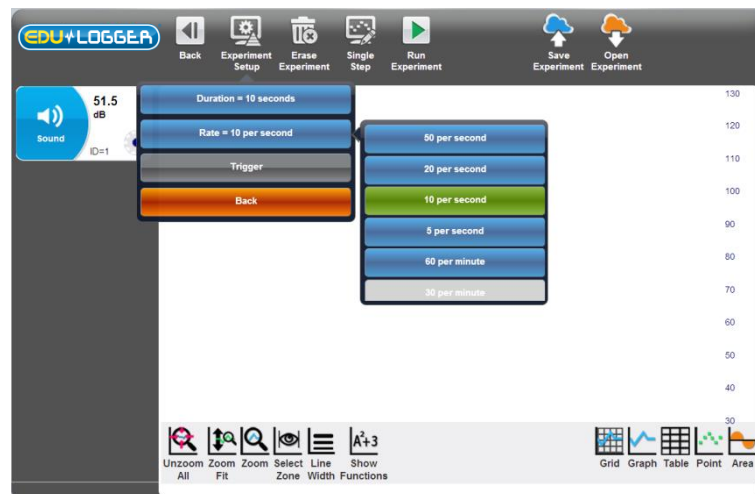 EDU LOGGER
Back
Experiment
Setup
Erase
Experiment
Single
Step
Run
Experiment
Save
Experiment
Open
Experiment
Sound
51.5
dB
ID=1
Duration = 10 seconds
Rate = 10 per second
Trigger
Back
50 per second
20 per second
10 per second
5 per second
60 per minute
30 per minute
130
120
110
100
90
80
70
60
50
40
30
Unzoom
All
Zoom
Fit
Zoom
Select
Zone
Line
Width
A²+3
Show
Functions
Grid
Graph
Table
Point
Area